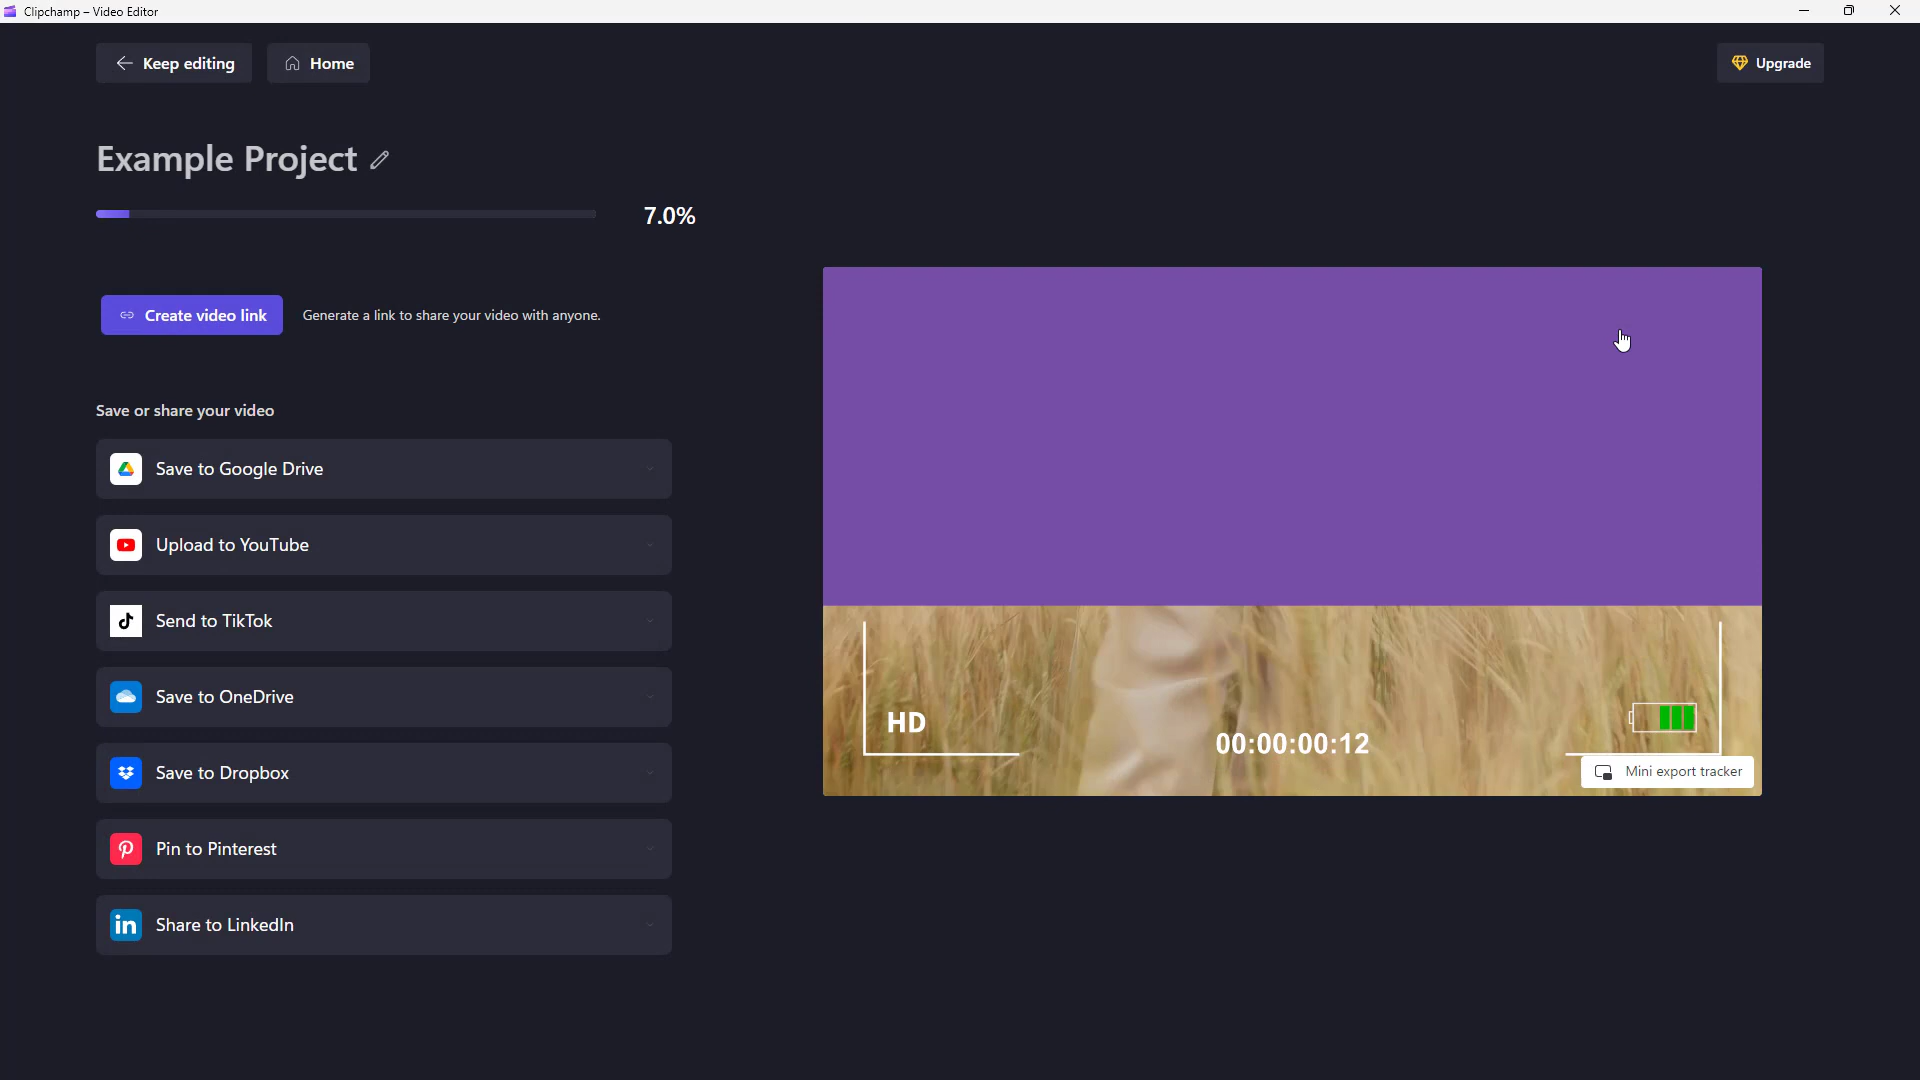 Clipchamp – Video Editor
Keep editing
Home
Upgrade
Example Project
7.0%
Create video link
Generate a link to share your video with anyone.
Save or share your video
Save to Google Drive
Upload to YouTube
Send to TikTok
Save to OneDrive
Save to Dropbox
Pin to Pinterest
in Share to LinkedIn
HD
00:00:00:12
Mini export tracker